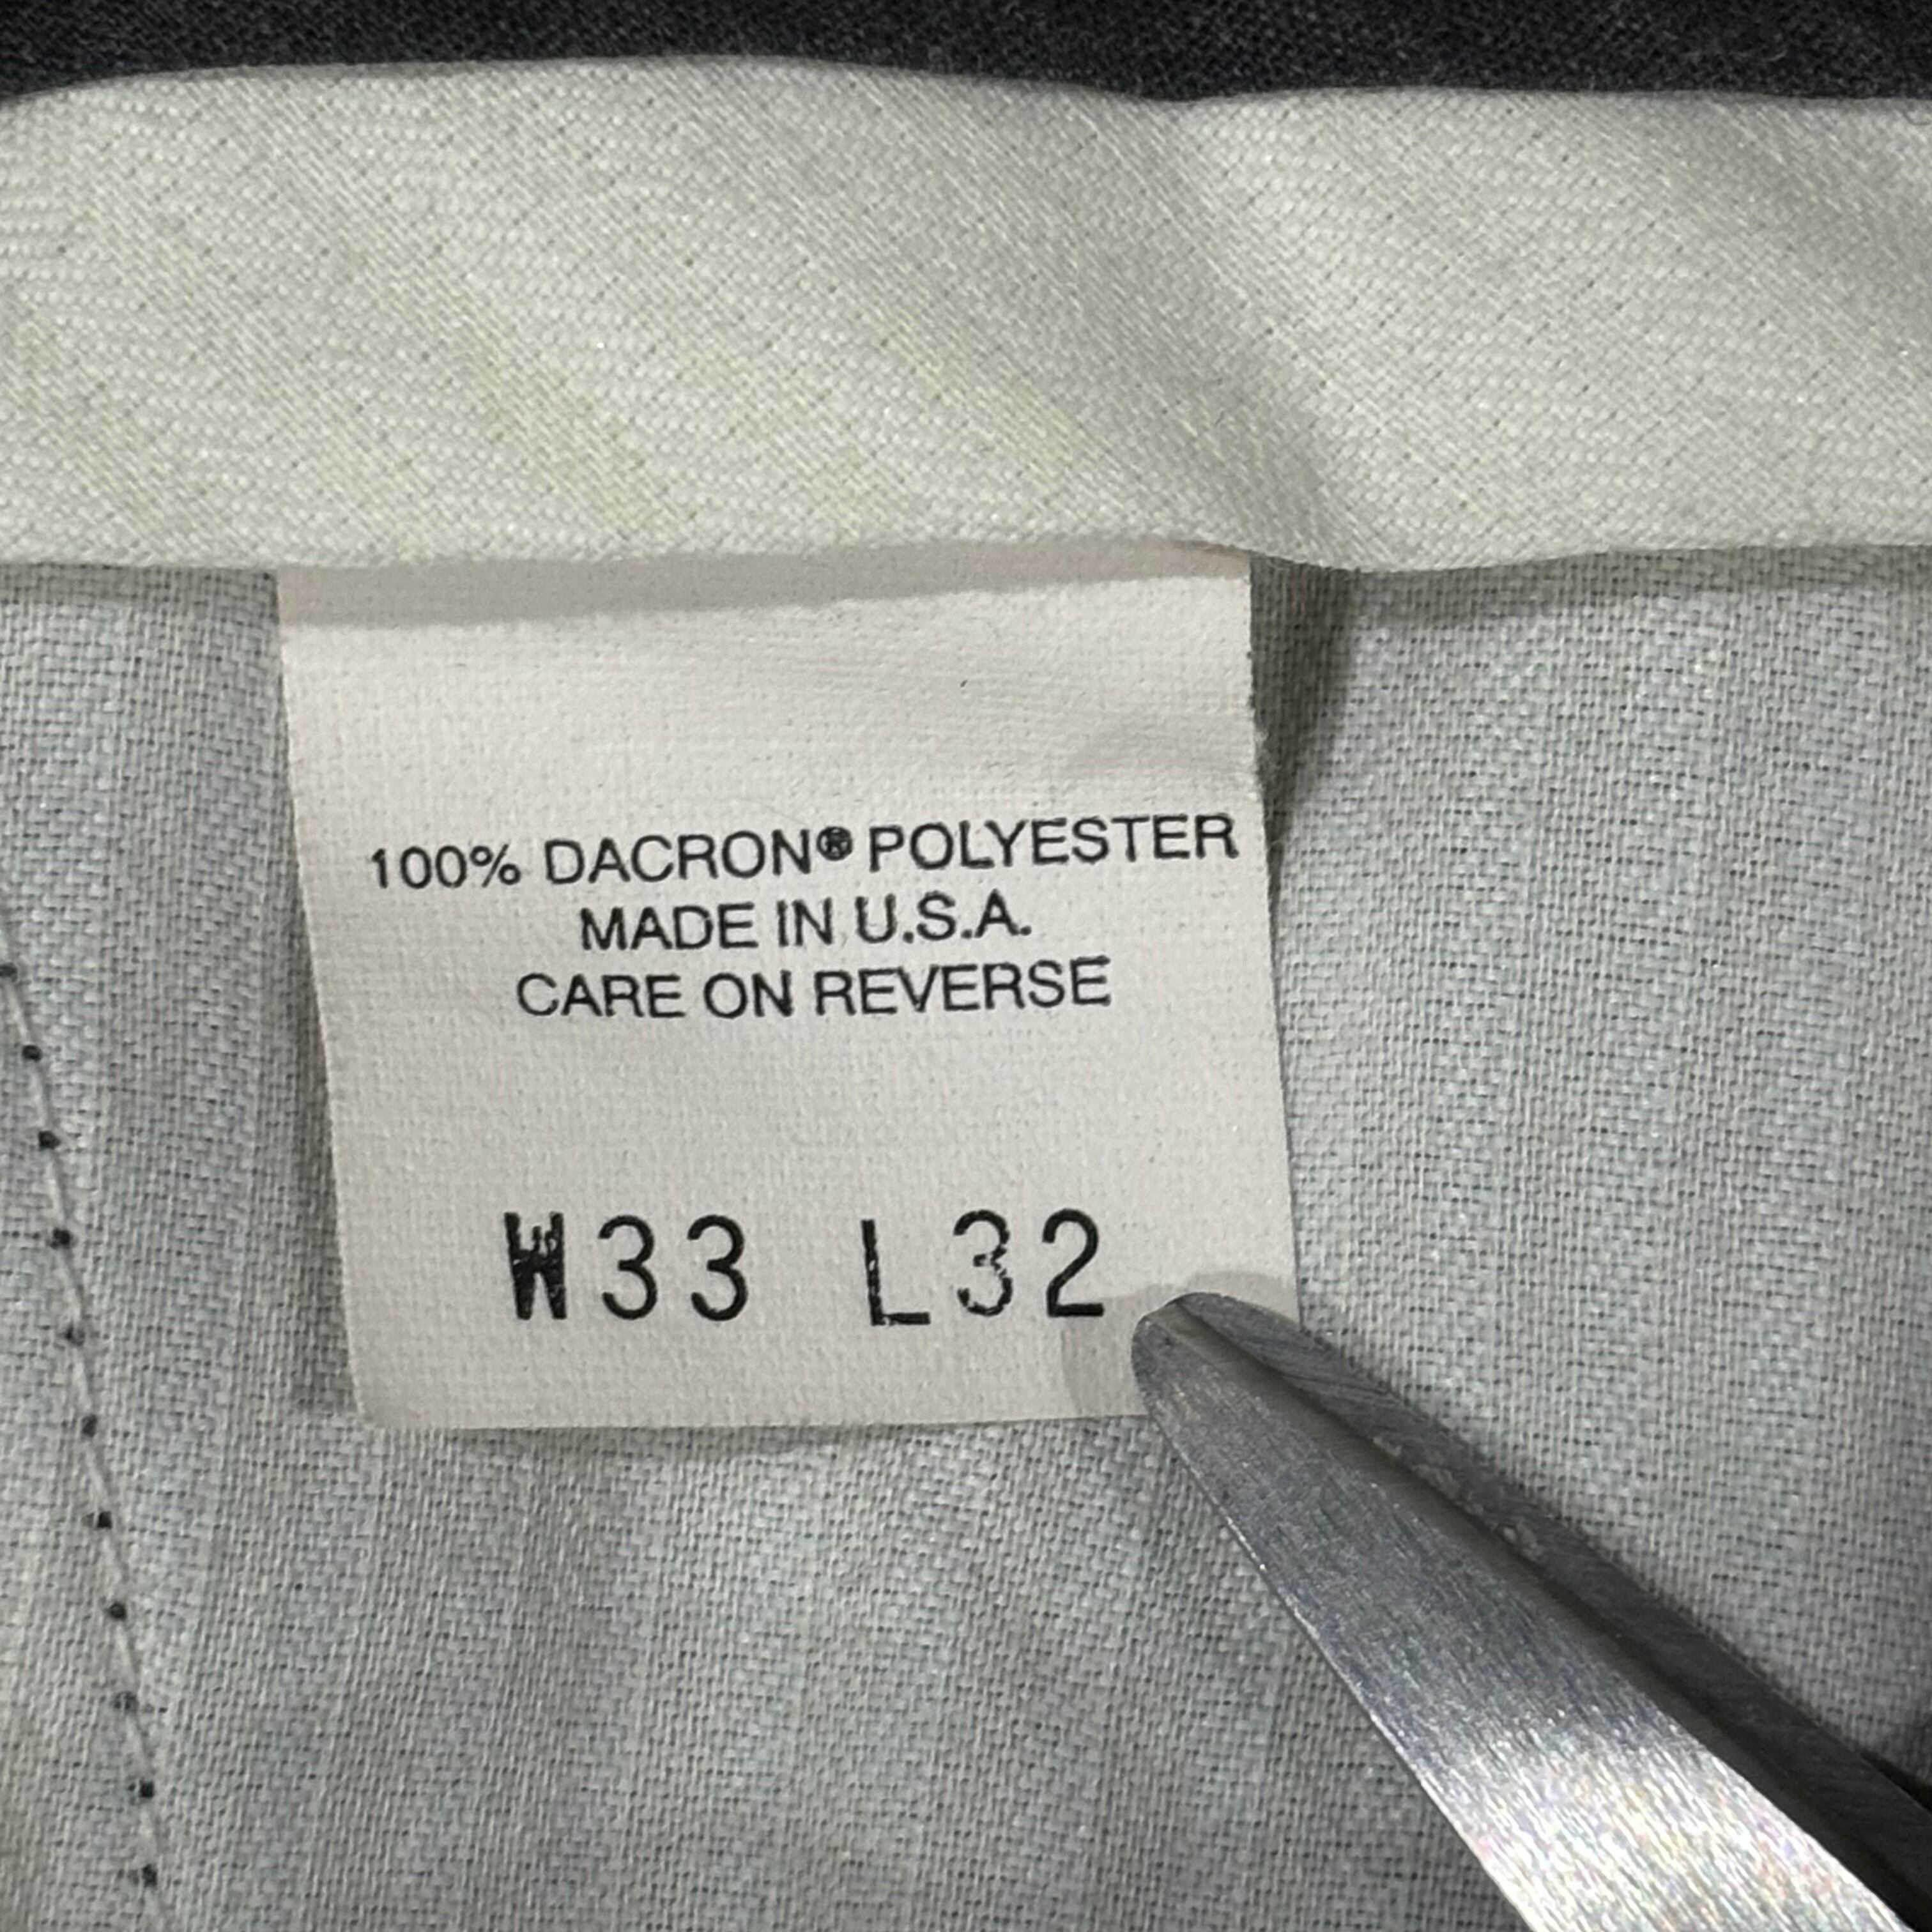 100% DACRON® POLYESTER
MADE IN U.S.A.
CARE ON REVERSE
W33 L32